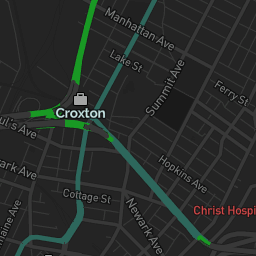 Manhattan Ave
Lake St
Summit Ave
Ferry St
Croxton
Hopkins Ave
Cottage St
Newark Ave
Christ Hospi